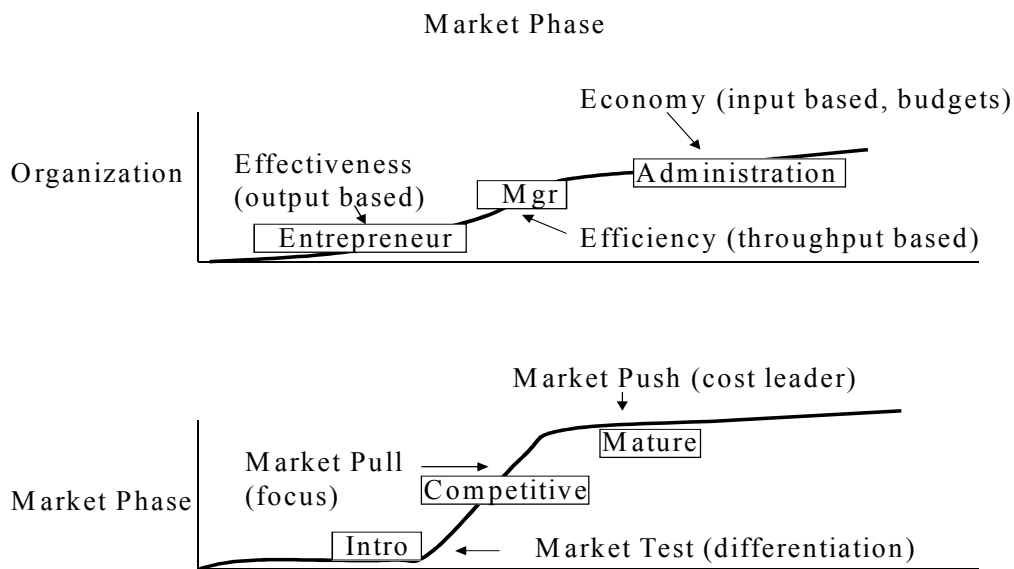 Market Phase
Economy (input based, budgets)
Organization
Effectiveness
(output based)
Administration
Mgr
Entrepreneur
Efficiency (throughput based)
Market Push (cost leader)
Mature
Market Pull
(focus)
Competitive
Market Phase
Intro
Market Test (differentiation)